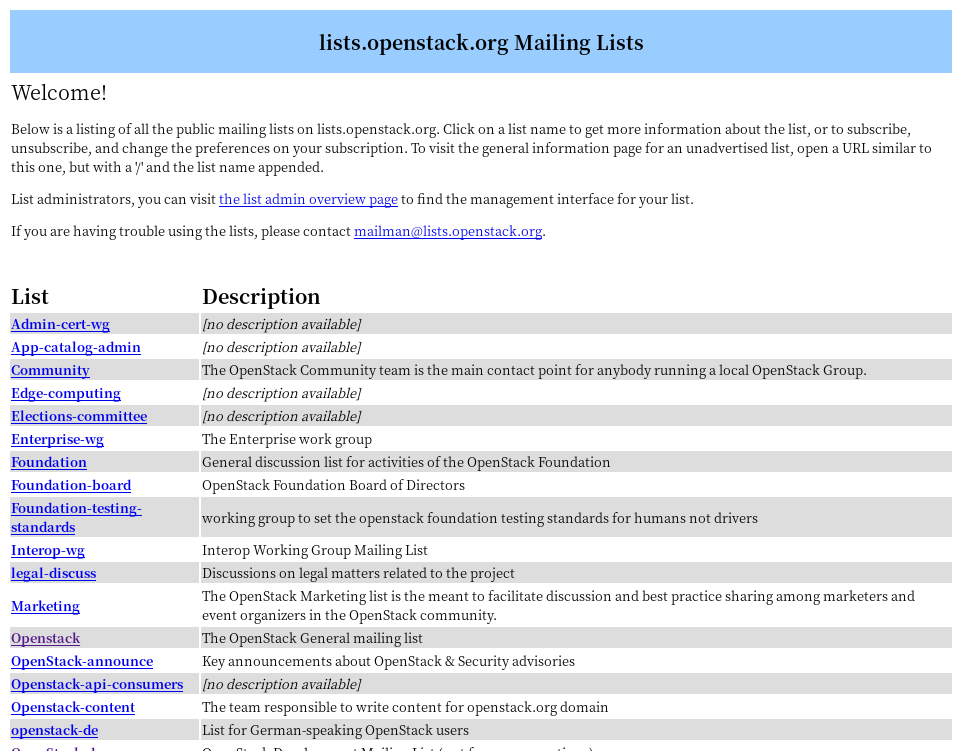 lists.openstack.org Mailing Lists
Welcome!
Below is a listing of all the public mailing lists on lists.openstack.org. Click on a list name to get more information about the list, or to subscribe,
unsubscribe, and change the preferences on your subscription. To visit the general information page for an unadvertised list, open a URL similar to
this one, but with a '/' and the list name appended.
List administrators, you can visit the list admin overview page to find the management interface for your list.
If you are having trouble using the lists, please contact mailman@lists.openstack.org.
List Description
Admin-cert-wg [no description available]
App-catalog-admin [no description available]
Community The OpenStack Community team is the main contact point for anybody running a local OpenStack Group.
Edge-computing [no description available]
Elections-committee [no description available]
Enterprise-wg The Enterprise work group
Foundation General discussion list for activities of the OpenStack Foundation
Foundation-board OpenStack Foundation Board of Directors
Foundation-testing-
standards working group to set the openstack foundation testing standards for humans not drivers
Interop-wg Interop Working Group Mailing List
legal-discuss Discussions on legal matters related to the project
Marketing The OpenStack Marketing list is the meant to facilitate discussion and best practice sharing among marketers and
event organizers in the OpenStack community.
Openstack The OpenStack General mailing list
OpenStack-announce Key announcements about OpenStack & Security advisories
Openstack-api-consumers [no description available]
Openstack-content The team responsible to write content for openstack.org domain
openstack-de List for German-speaking OpenStack users